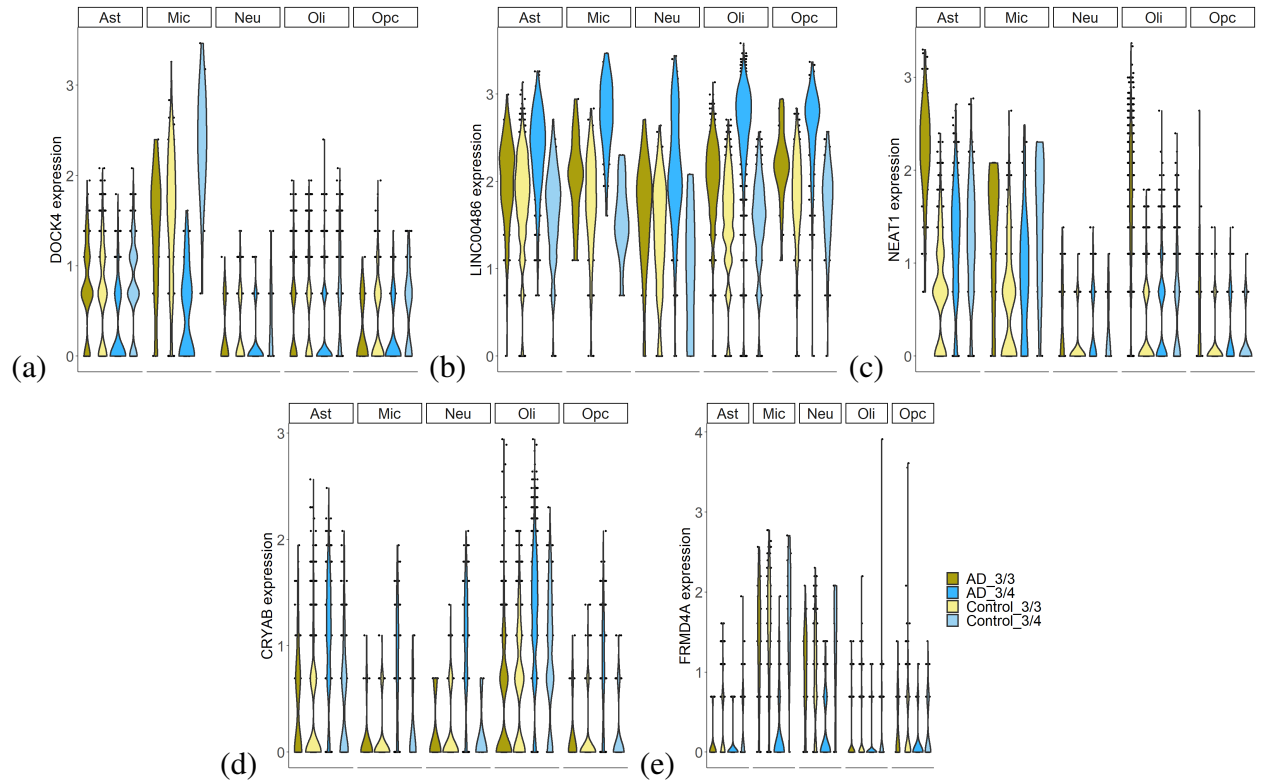 Ast Mic Neu Oli Opc
DOCK4 expression
3
2
1
0
(a)
Ast Mic Neu Oli Opc
LINC00486 expression
3
2
1
0
(b)
Ast Mic Neu Oli Opc
NEAT1 expression
3
2
1
0
(c)
Ast Mic Neu Oli Opc
CRYAB expression
3
2
1
0
(d)
Ast Mic Neu Oli Opc
FRMD4A expression
4
3
2
1
0
(e)
AD_3/3
AD_3/4
Control_3/3
Control_3/4